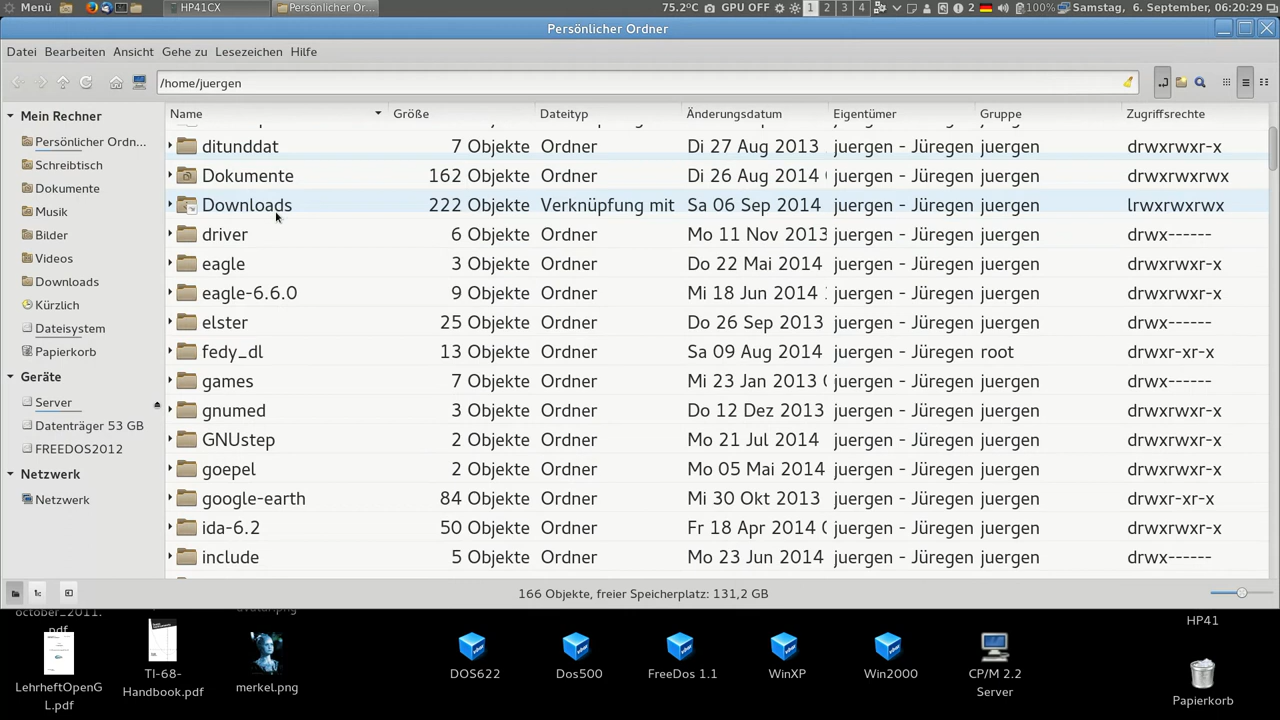 Menü HP41CX Persönlicher Or... 75.2°C GPU OFF 1 2 3 4 2 100% Samstag, 6. September, 06:20:29
Persönlicher Ordner
Datei Bearbeiten Ansicht Gehe zu Lesezeichen Hilfe
/home/juergen
Mein Rechner
Persönlicher Ordn...
Schreibtisch
Dokumente
Musik
Bilder
Videos
Downloads
Kürzlich
Dateisystem
Papierkorb
Geräte
Server
Datenträger 53 GB
FREEDOS2012
Netzwerk
Netzwerk
Name Größe Dateityp Änderungsdatum Eigentümer Gruppe Zugriffsrechte
ditunddat 7 Objekte Ordner Di 27 Aug 2013 juergen - Jüregen juergen drwxrwxr-x
Dokumente 162 Objekte Ordner Di 26 Aug 2014 juergen - Jüregen juergen drwxrwxrwx
Downloads 222 Objekte Verknüpfung mit Sa 06 Sep 2014 juergen - Jüregen juergen lrwxrwxrwx
driver 6 Objekte Ordner Mo 11 Nov 2013 juergen - Jüregen juergen drwx------
eagle 3 Objekte Ordner Do 22 Mai 2014 juergen - Jüregen juergen drwxrwxr-x
eagle-6.6.0 9 Objekte Ordner Mi 18 Jun 2014 juergen - Jüregen juergen drwxrwxr-x
elster 25 Objekte Ordner Do 26 Sep 2013 juergen - Jüregen juergen drwx------
fedy_dl 13 Objekte Ordner Sa 09 Aug 2014 juergen - Jüregen root drwxr-xr-x
games 7 Objekte Ordner Mi 23 Jan 2013 juergen - Jüregen juergen drwx------
gnumed 3 Objekte Ordner Do 12 Dez 2013 juergen - Jüregen juergen drwxrwxr-x
GNUstep 2 Objekte Ordner Mo 21 Jul 2014 juergen - Jüregen juergen drwxrwxr-x
goepel 2 Objekte Ordner Mo 05 Mai 2014 juergen - Jüregen juergen drwxrwxr-x
google-earth 84 Objekte Ordner Mi 30 Okt 2013 juergen - Jüregen juergen drwxr-xr-x
ida-6.2 50 Objekte Ordner Fr 18 Apr 2014 juergen - Jüregen juergen drwxrwxr-x
include 5 Objekte Ordner Mo 23 Jun 2014 juergen - Jüregen juergen drwx------
166 Objekte, freier Speicherplatz: 131,2 GB
october_2011.
pdf
LehrheftOpenG
L.pdf
TI-68-
Handbook.pdf
merkel.png
DOS622
Dos500
FreeDos 1.1
WinXP
Win2000
CP/M 2.2
Server
HP41
Papierkorb